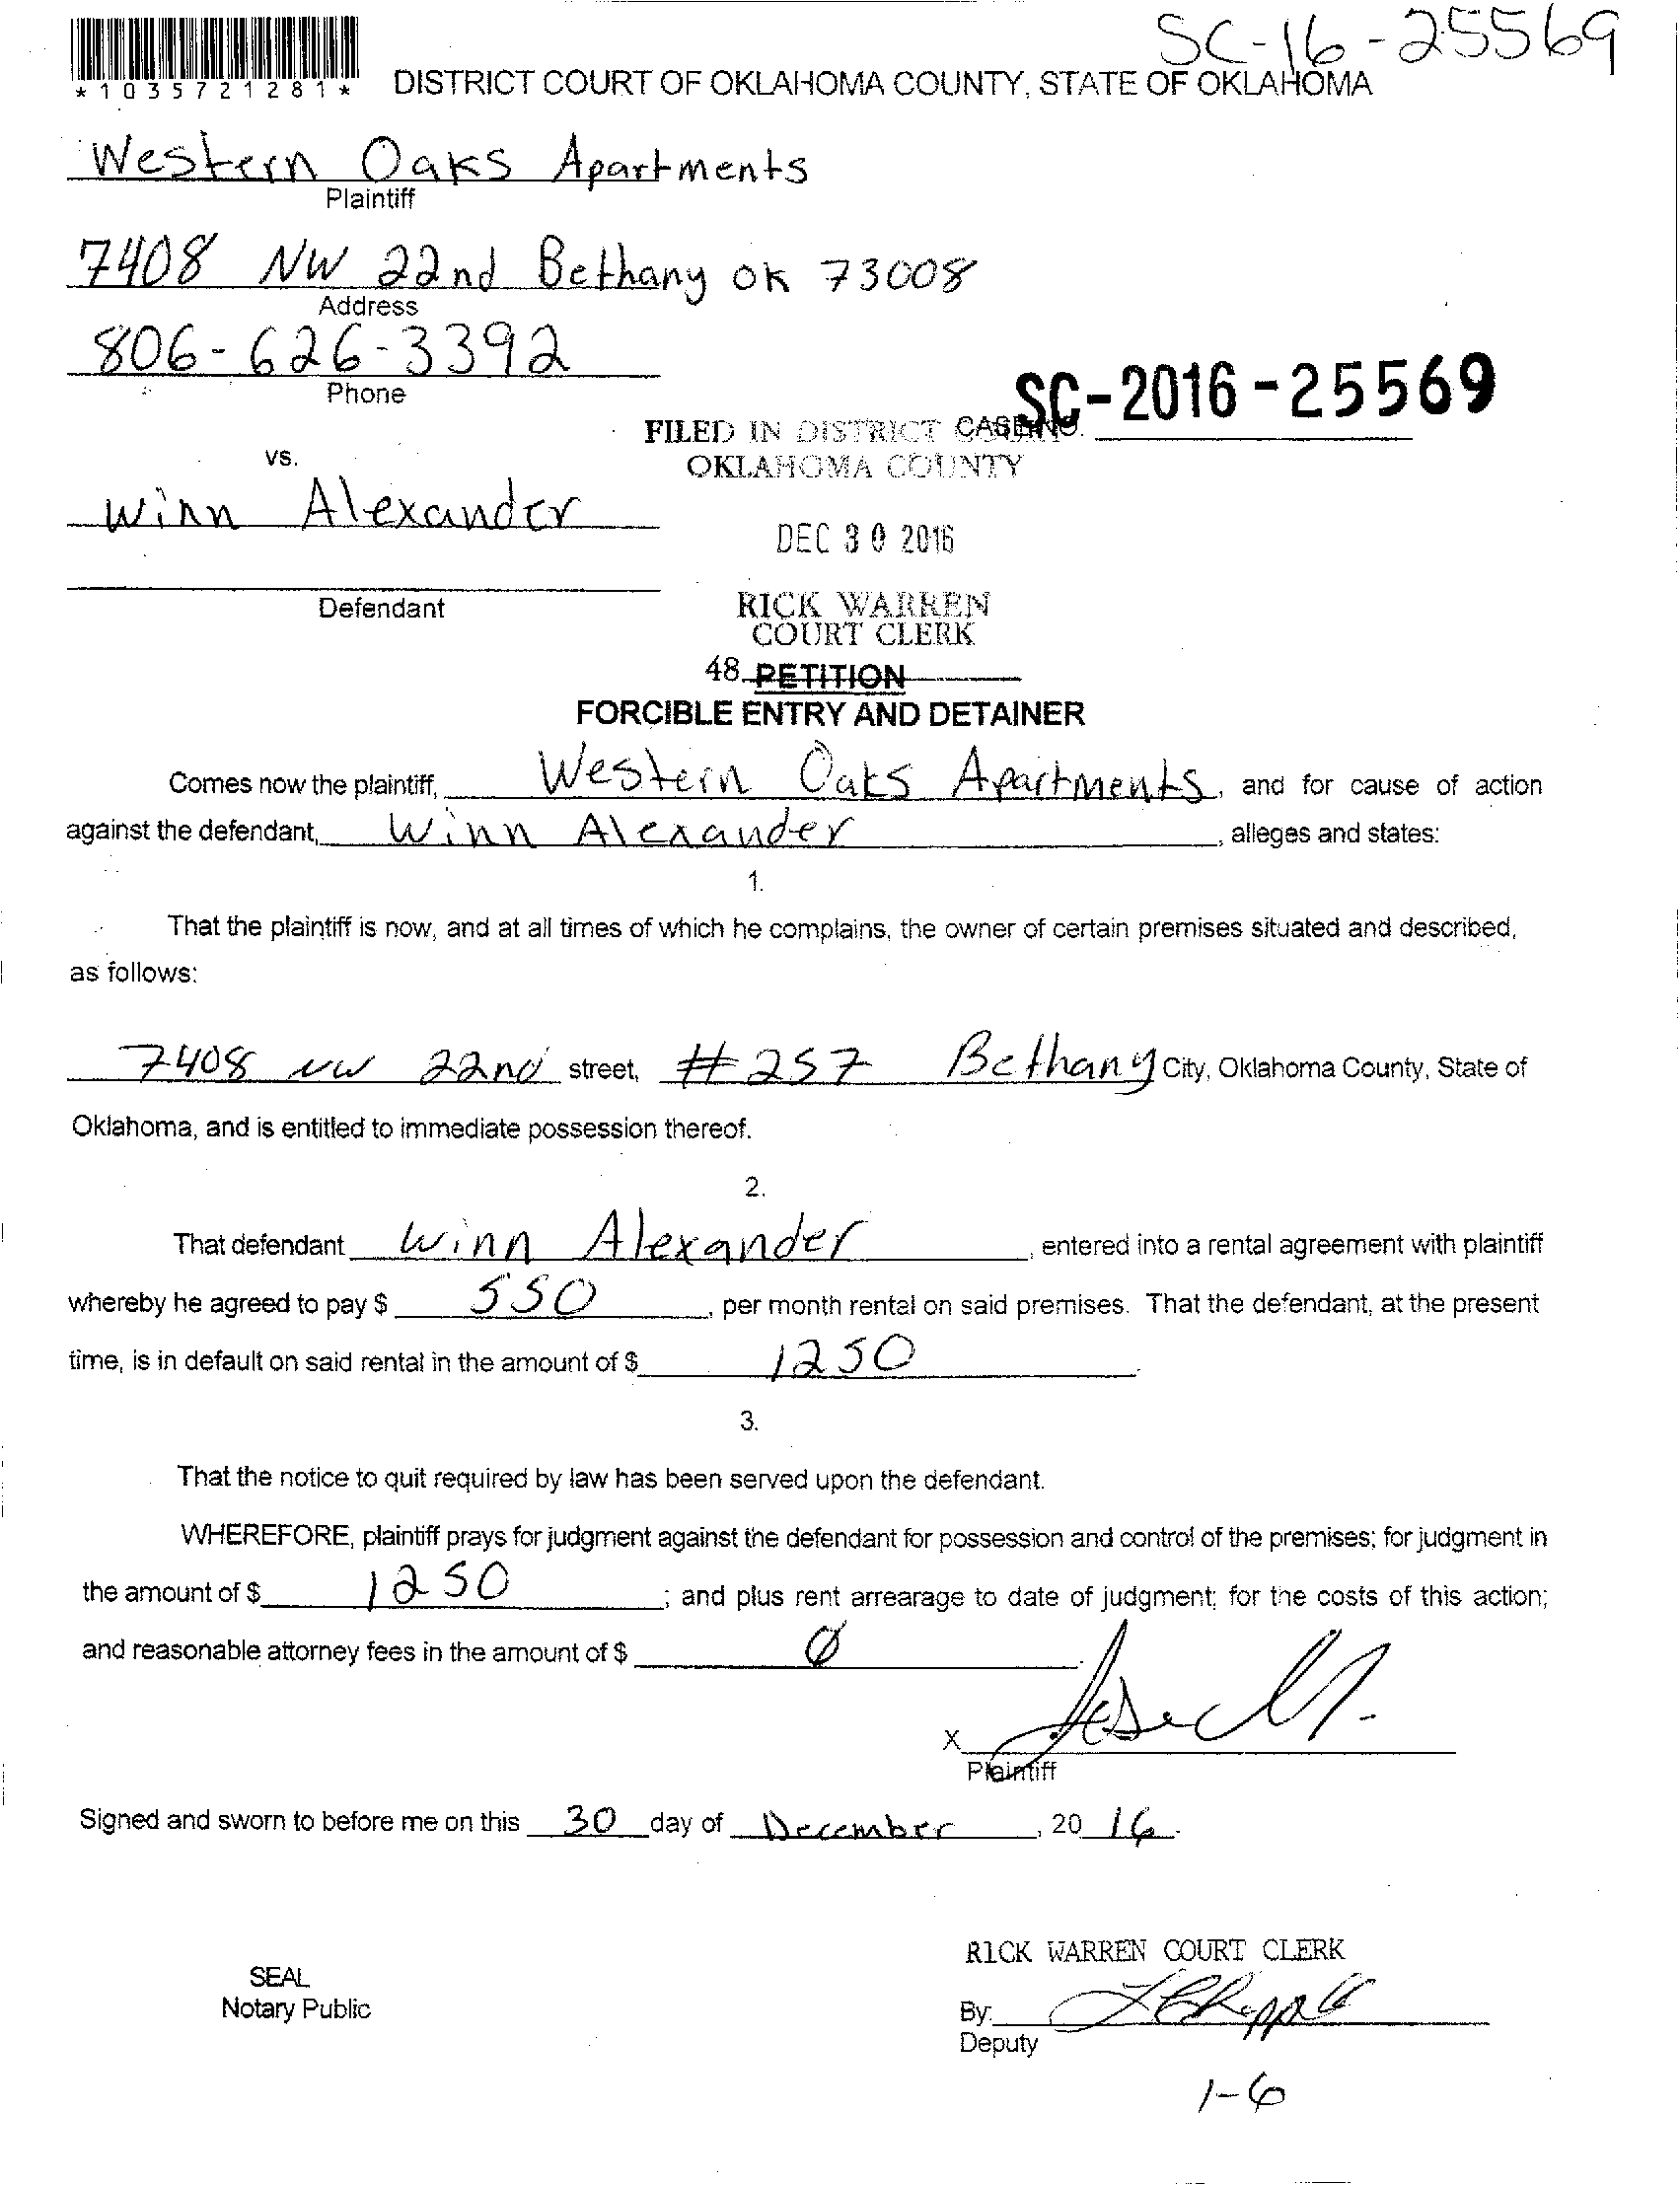 SC-16-25569
*1035721281*
DISTRICT COURT OF OKLAHOMA COUNTY, STATE OF OKLAHOMA
Western Oaks Apartments
Plaintiff
7408 NW 22nd Bethany OK 73008
Address
806-626-3392
Phone
SC-2016-25569
CASE NO.
FILED IN DISTRICT
OKLAHOMA COUNTY
vs.
Winn Alexander
DEC 30 2016
Defendant
RICK WARREN
COURT CLERK
48 PETITION
FORCIBLE ENTRY AND DETAINER
Comes now the plaintiff, Western Oaks Apartments, and for cause of action
against the defendant, Winn Alexander, alleges and states:
1.
That the plaintiff is now, and at all times of which he complains, the owner of certain premises situated and described,
as follows:
7408 NW 22nd street, #257 Bethany City, Oklahoma County, State of
Oklahoma, and is entitled to immediate possession thereof.
2.
That defendant Winn Alexander, entered into a rental agreement with plaintiff
whereby he agreed to pay $ 550, per month rental on said premises. That the defendant, at the present
time, is in default on said rental in the amount of $ 1250.
3.
That the notice to quit required by law has been served upon the defendant.
WHEREFORE, plaintiff prays for judgment against the defendant for possession and control of the premises; for judgment in
the amount of $ 1250; and plus rent arrearage to date of judgment; for the costs of this action;
and reasonable attorney fees in the amount of $ Ø.
X
Plaintiff
Signed and sworn to before me on this 30 day of December, 20 16.
RICK WARREN COURT CLERK
SEAL
Notary Public
By:
Deputy
1-6